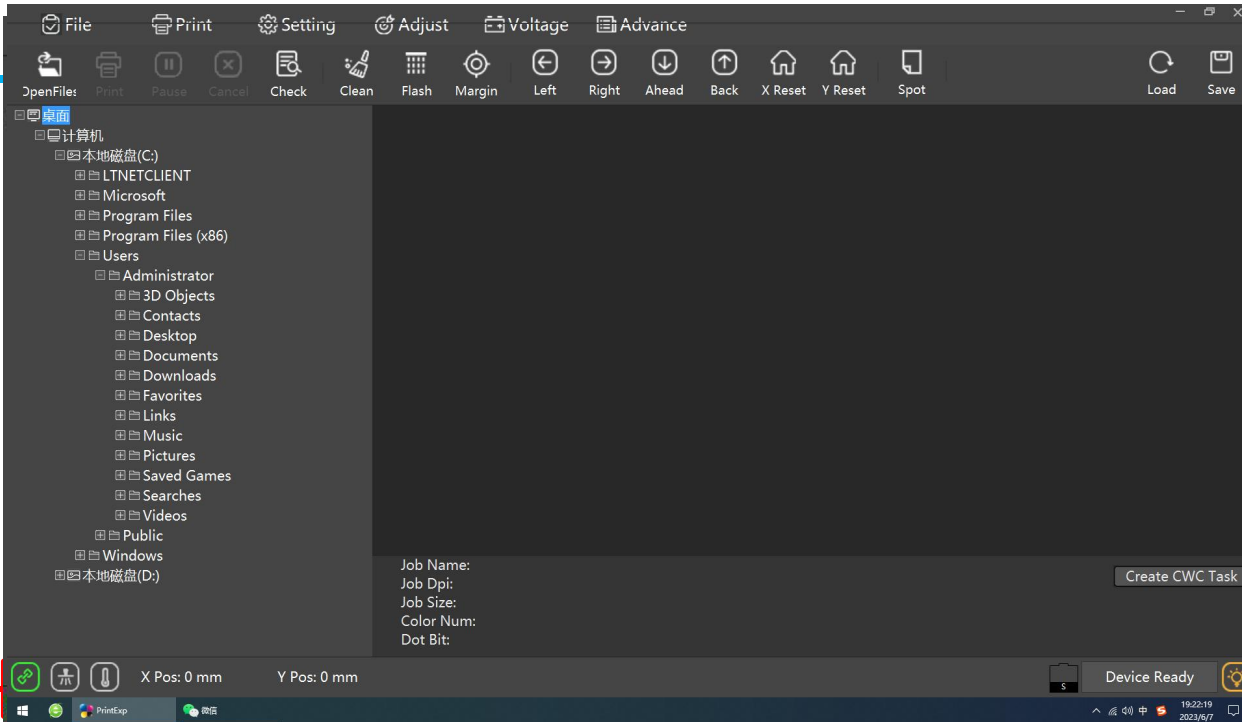 File Print Setting Adjust Voltage Advance
OpenFiles Print Pause Cancel Check Clean Flash Margin Left Right Ahead Back X Reset Y Reset Spot Load Save
桌面
计算机
本地磁盘(C:)
LTNETCLIENT
Microsoft
Program Files
Program Files (x86)
Users
Administrator
3D Objects
Contacts
Desktop
Documents
Downloads
Favorites
Links
Music
Pictures
Saved Games
Searches
Videos
Public
Windows
本地磁盘(D:)
Job Name:
Job Dpi:
Job Size:
Color Num:
Dot Bit:
Create CWC Task
X Pos: 0 mm Y Pos: 0 mm S Device Ready
PrintExp 微信 中 S 19:22:19
2023/6/7